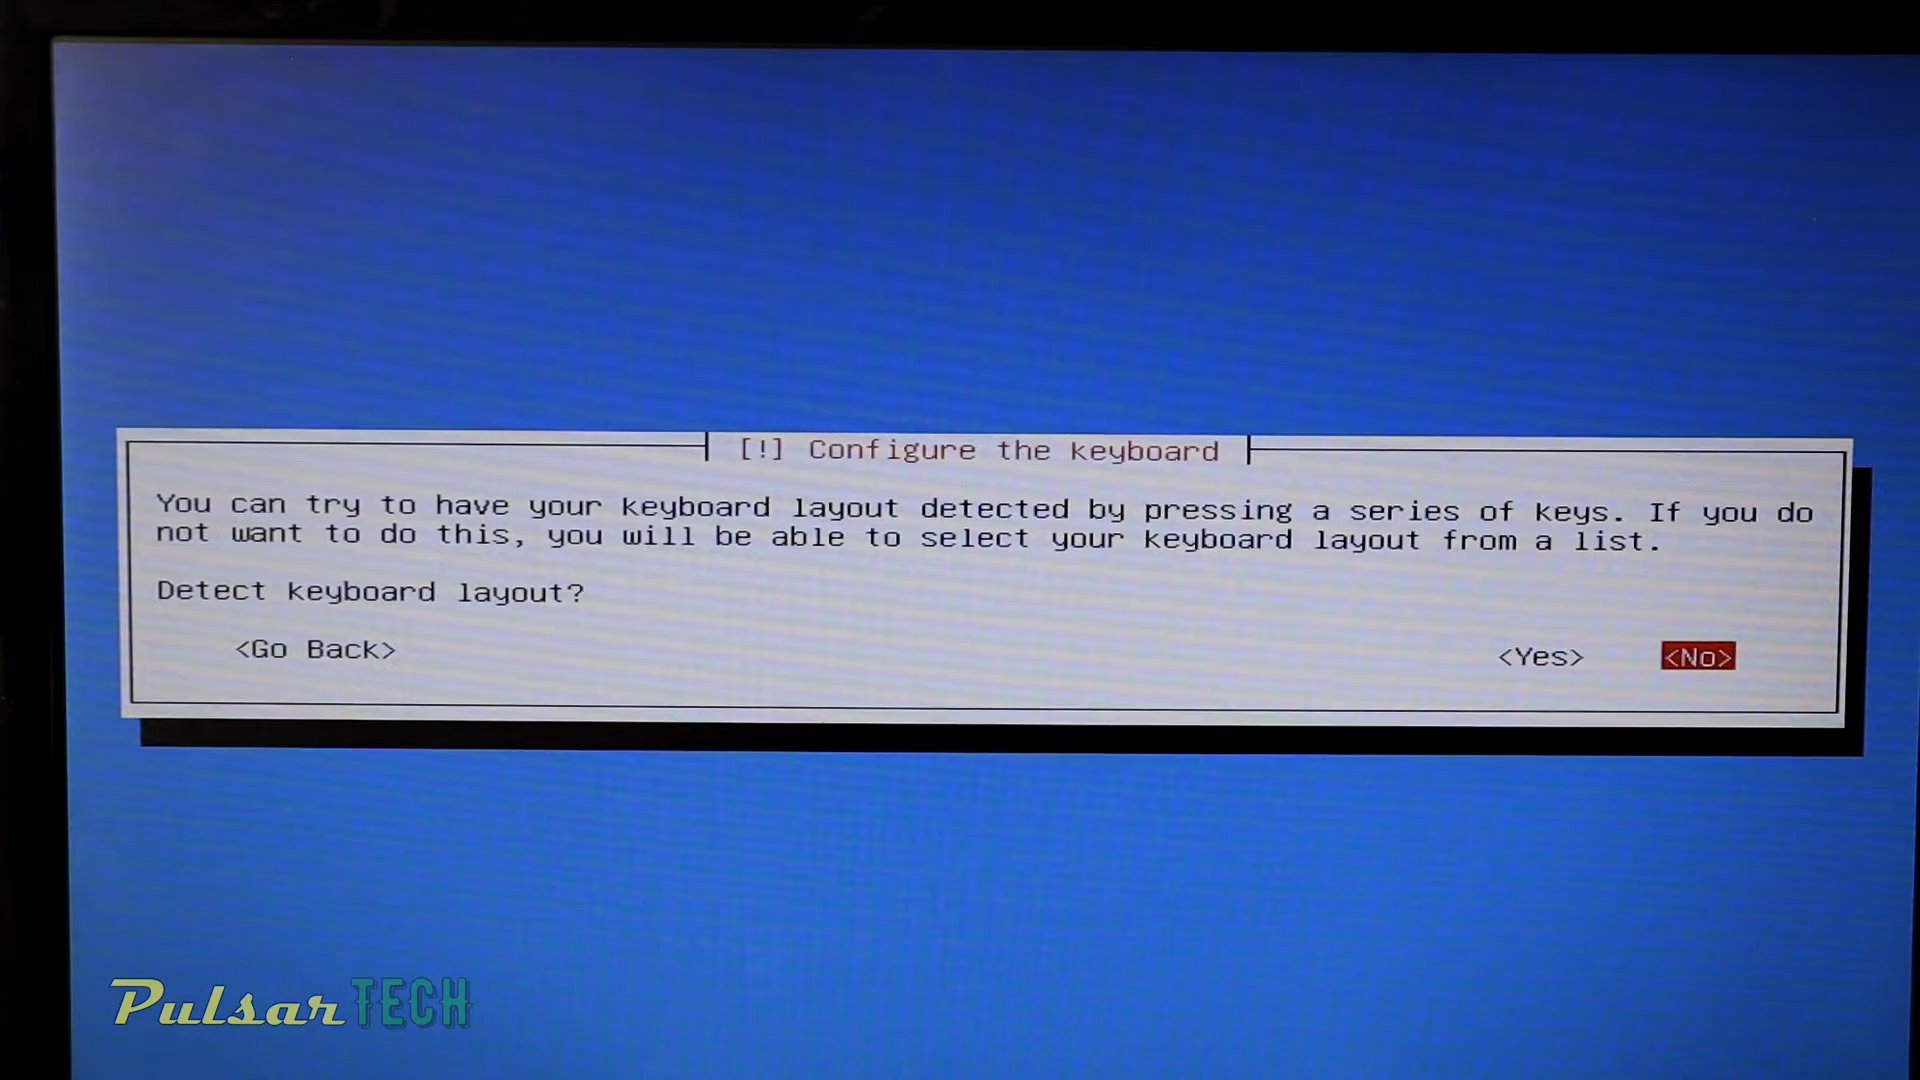 [!] Configure the keyboard
You can try to have your keyboard layout detected by pressing a series of keys. If you do
not want to do this, you will be able to select your keyboard layout from a list.
Detect keyboard layout?
<Go Back> <Yes> <No>
Pulsar TECH